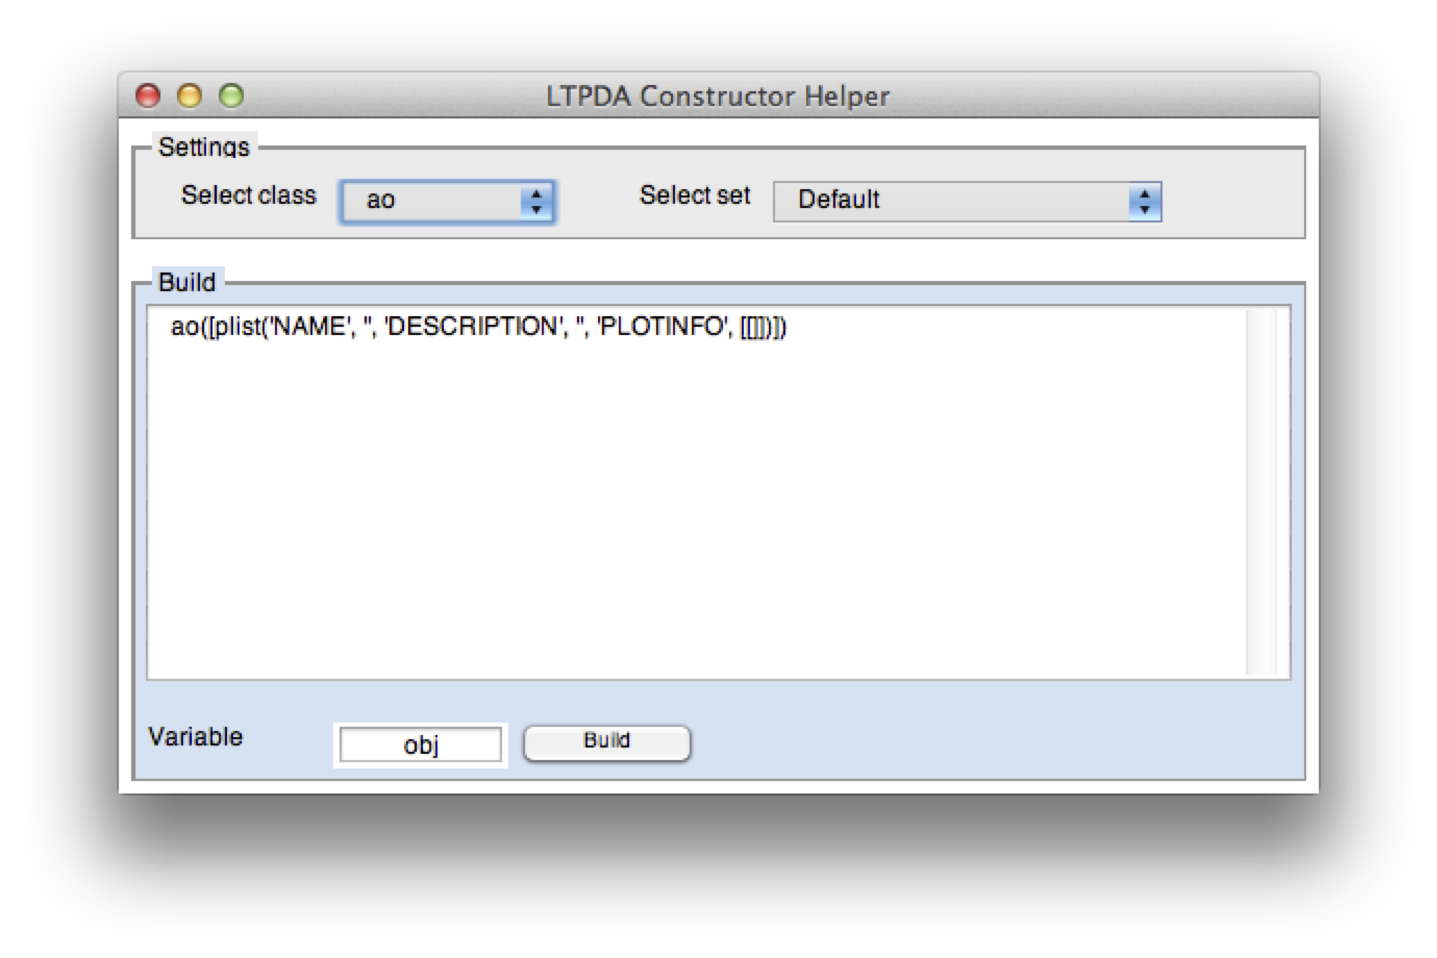 LTPDA Constructor Helper
Settings
Select class ao Select set Default
Build
ao([plist('NAME', '', 'DESCRIPTION', '', 'PLOTINFO', [[]])])
Variable obj Build